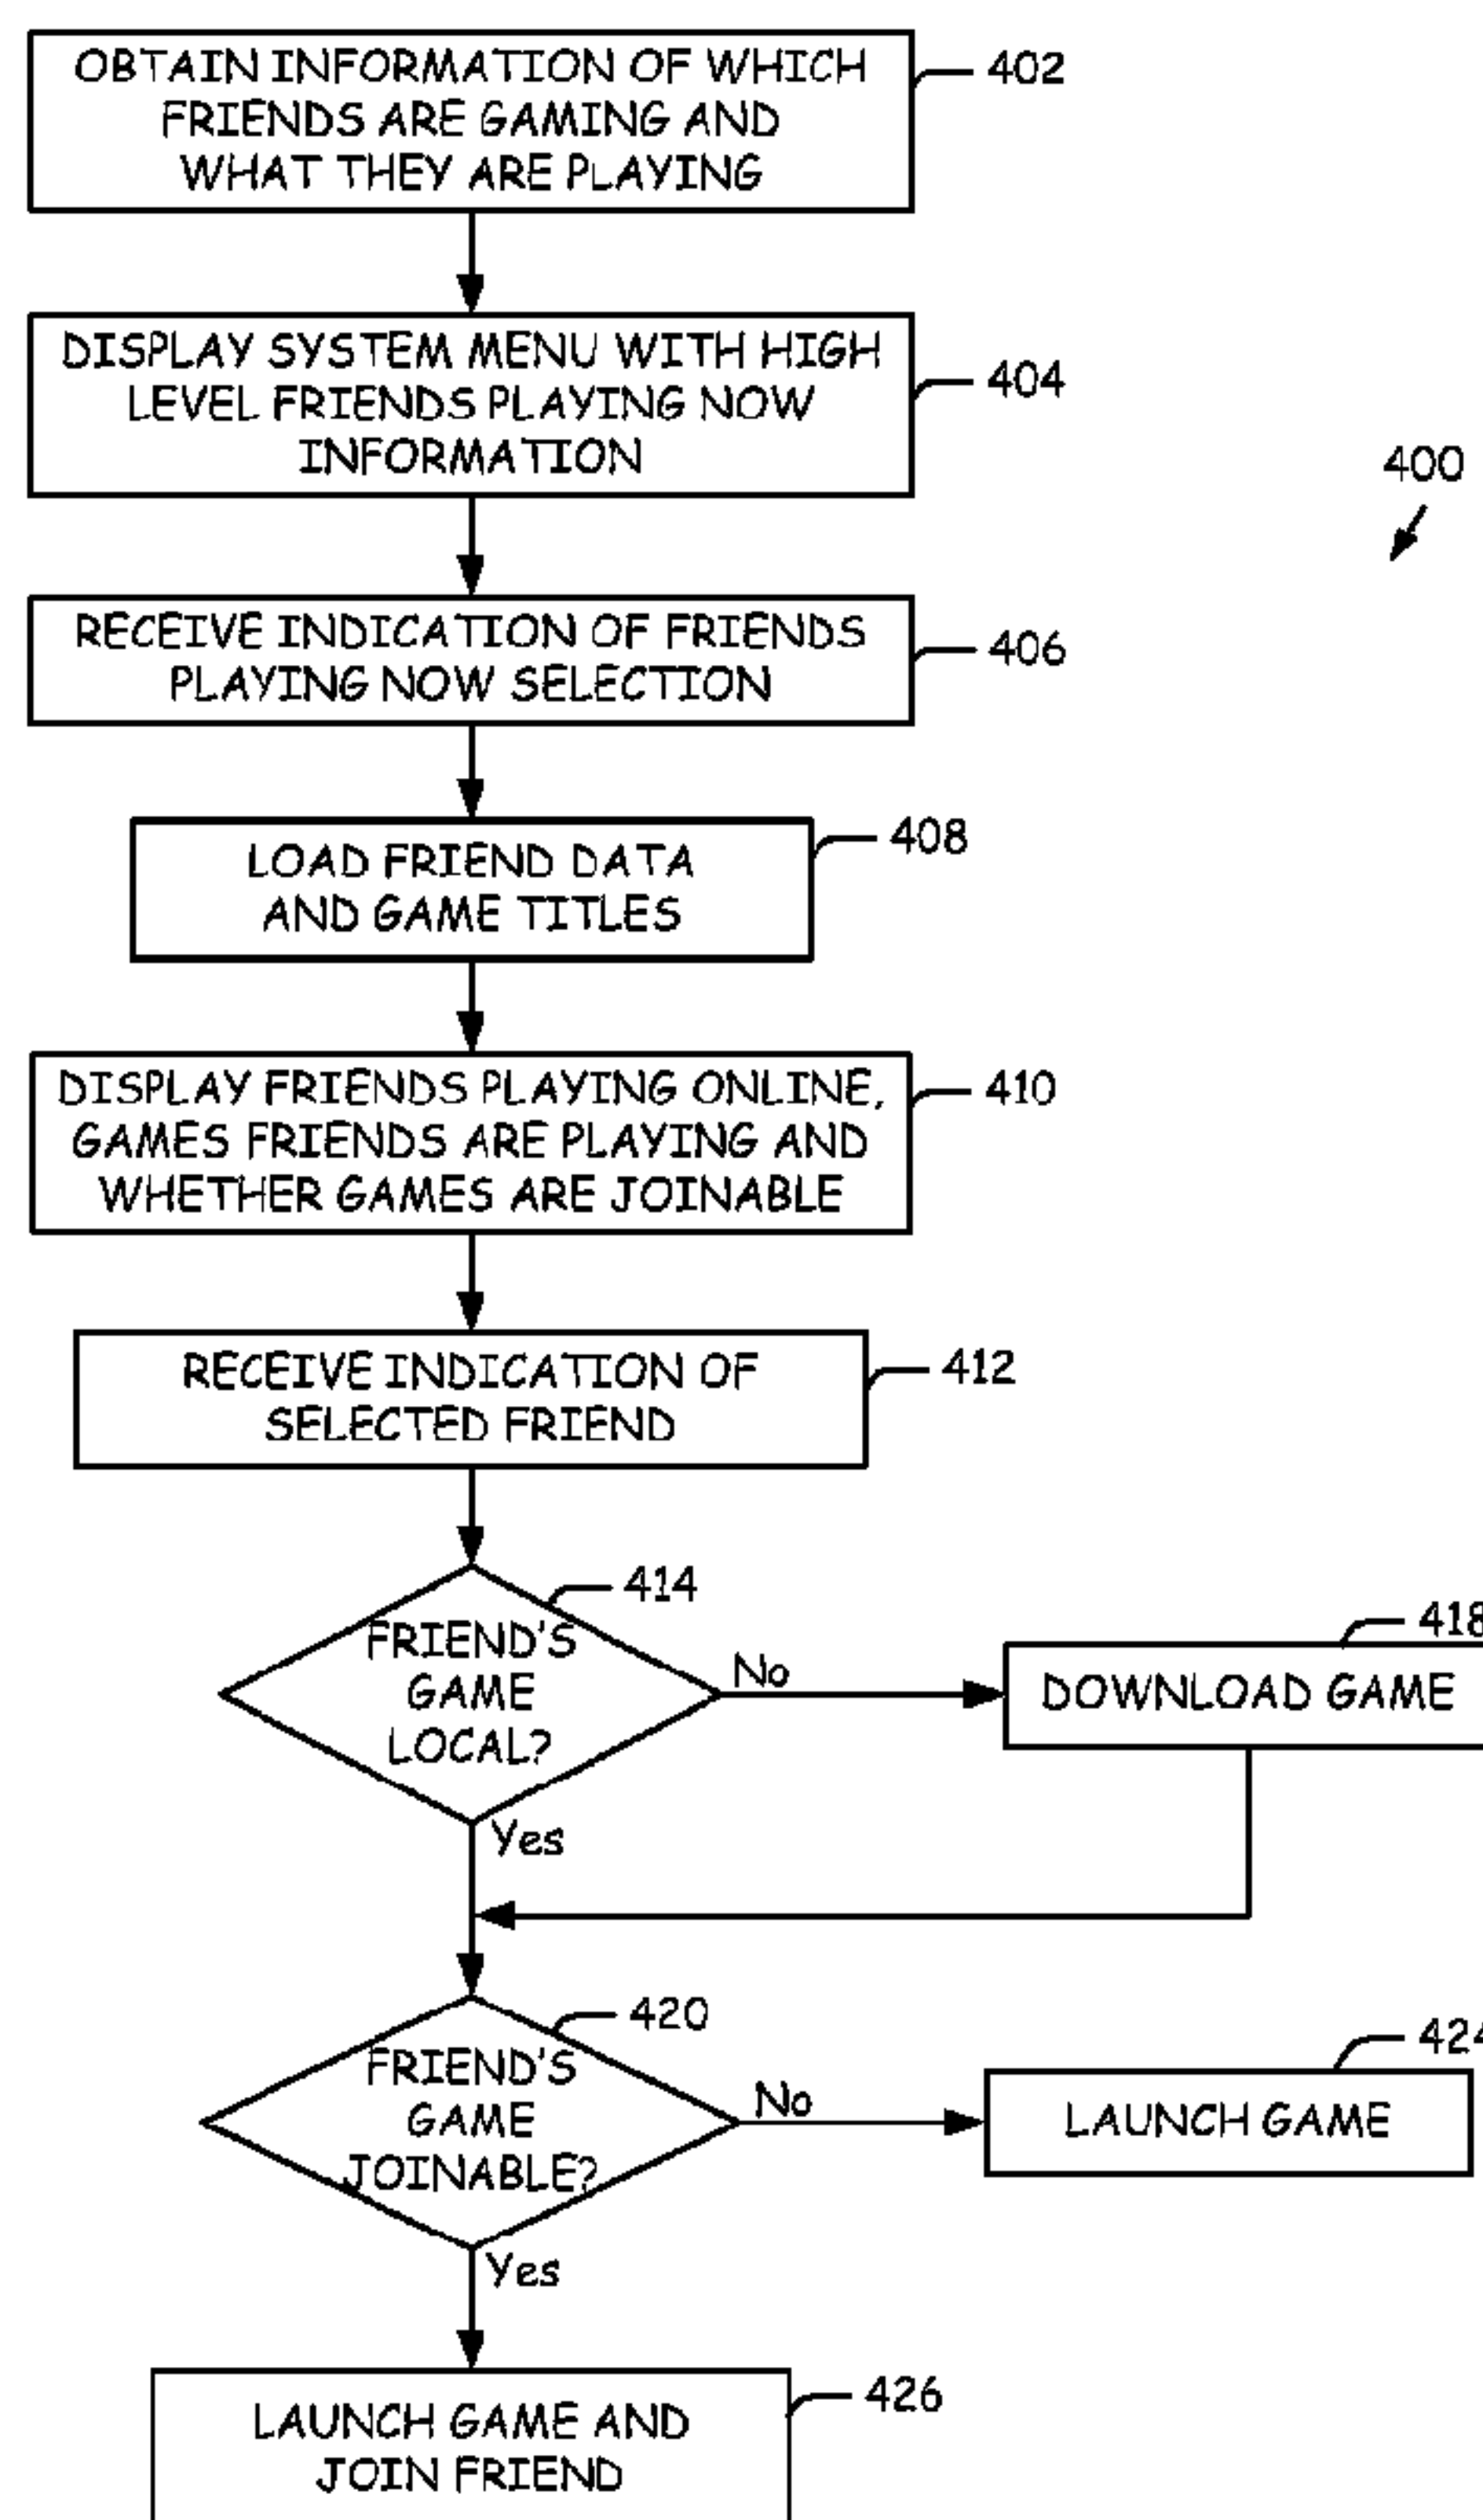 OBTAIN INFORMATION OF WHICH
FRIENDS ARE GAMING AND
WHAT THEY ARE PLAYING
402
DISPLAY SYSTEM MENU WITH HIGH
LEVEL FRIENDS PLAYING NOW
INFORMATION
404
400
RECEIVE INDICATION OF FRIENDS
PLAYING NOW SELECTION
406
LOAD FRIEND DATA
AND GAME TITLES
408
DISPLAY FRIENDS PLAYING ONLINE,
GAMES FRIENDS ARE PLAYING AND
WHETHER GAMES ARE JOINABLE
410
RECEIVE INDICATION OF
SELECTED FRIEND
412
414
FRIEND'S
GAME
LOCAL?
No
418
DOWNLOAD GAME
Yes
420
FRIEND'S
GAME
JOINABLE?
No
424
LAUNCH GAME
Yes
426
LAUNCH GAME AND
JOIN FRIEND